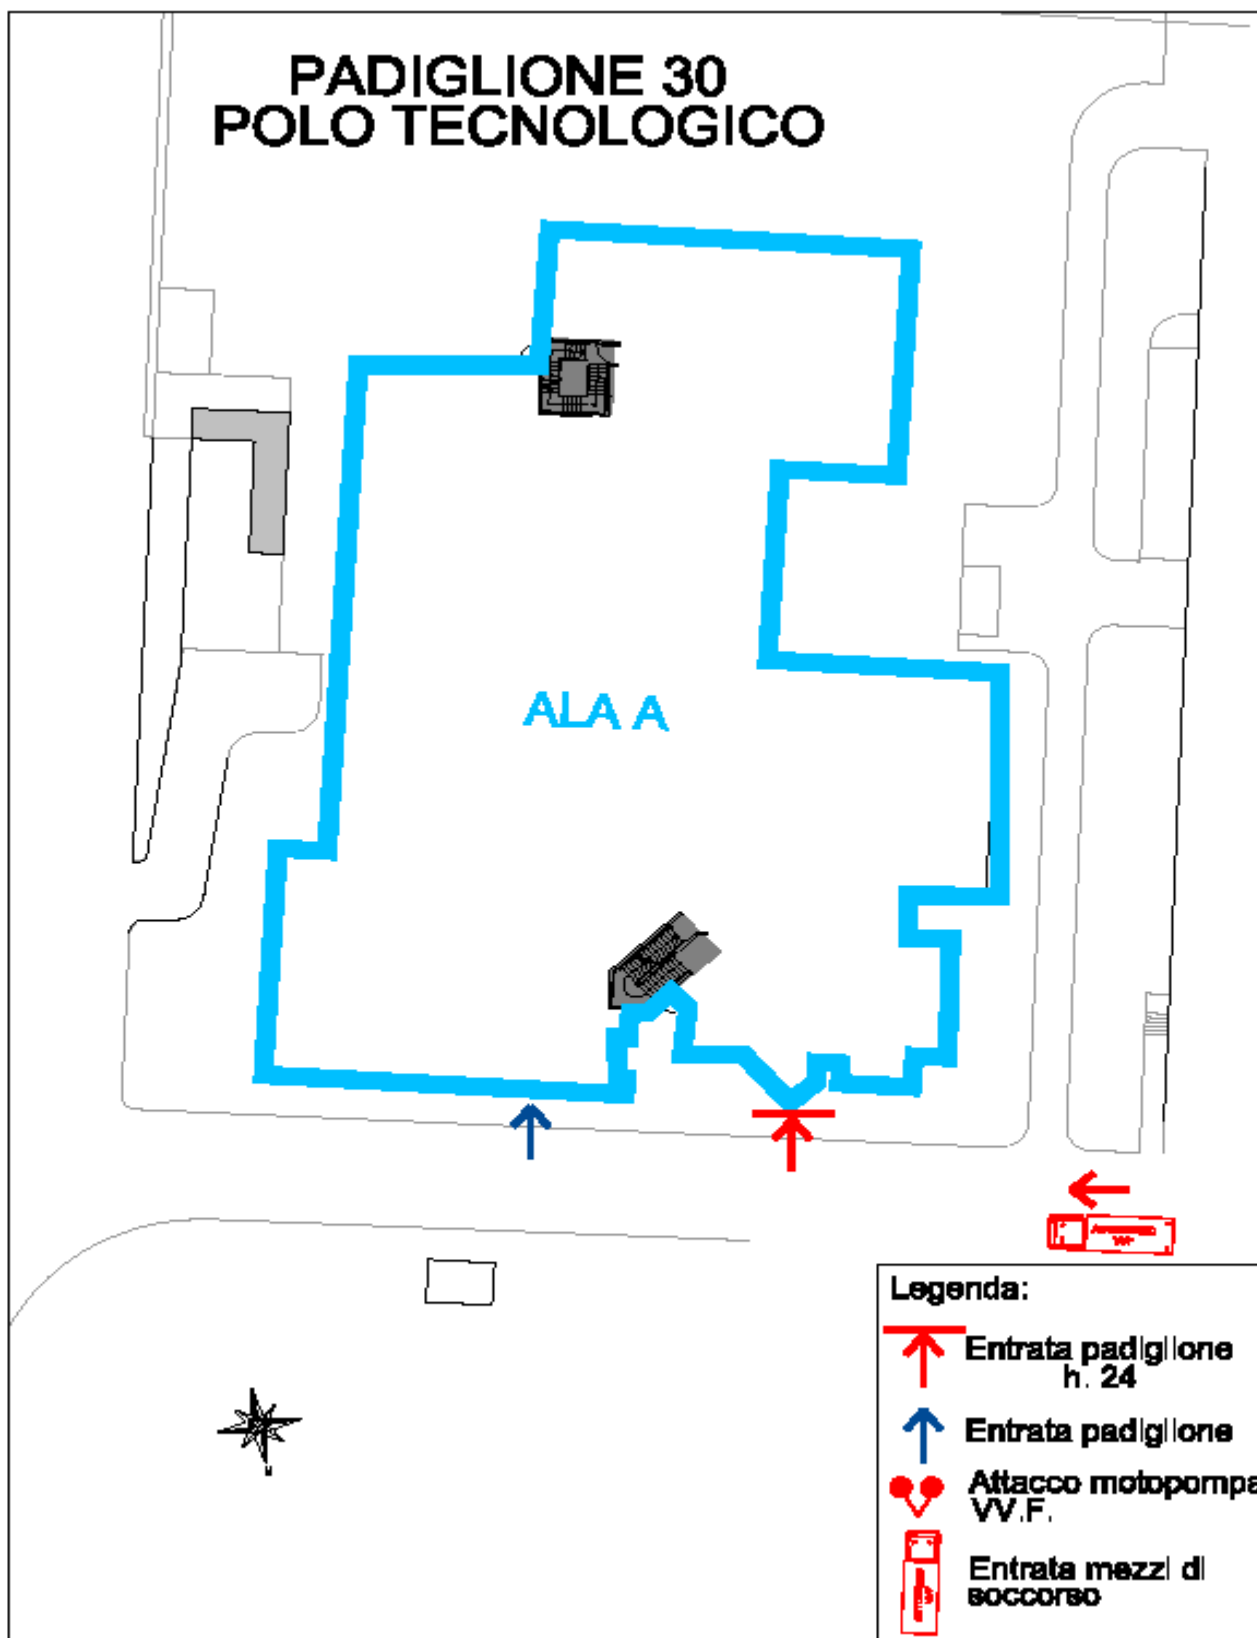 PADIGLIONE 30
POLO TECNOLOGICO
ALA A
Legenda:
Entrata padiglione
h. 24
Entrata padiglione
Attacco motopompa
VV.F.
Entrata mezzi di
soccorso